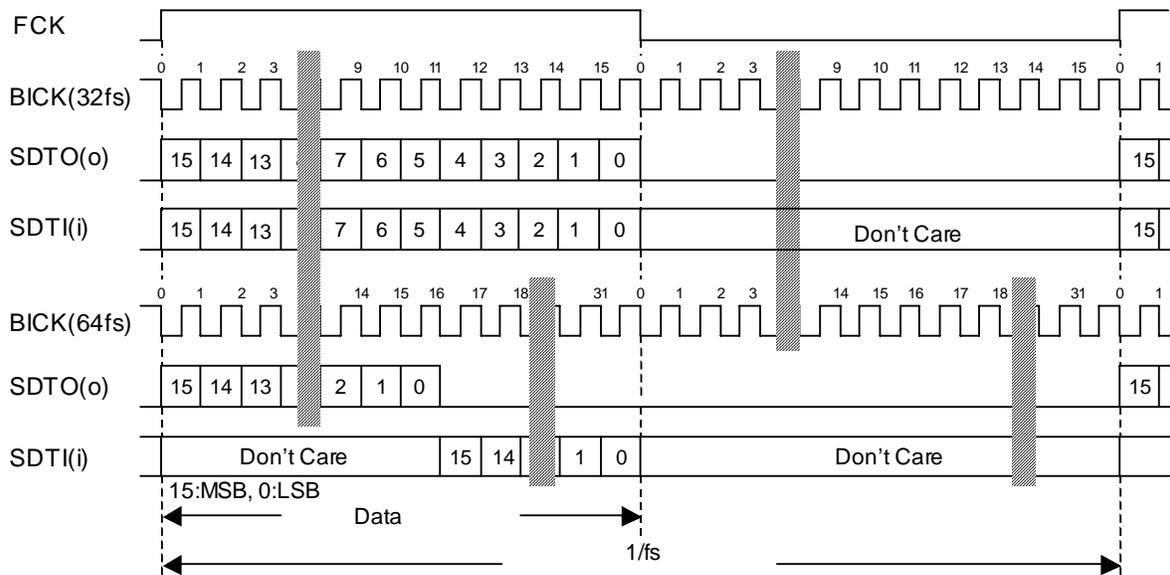 FCK
0 1 2 3 9 10 11 12 13 14 15 0 1 2 3 9 10 11 12 13 14 15 0 1
BICK(32fs)
SDTO(o) 15 14 13 7 6 5 4 3 2 1 0 15
SDTI(i) 15 14 13 7 6 5 4 3 2 1 0 Don't Care 15
0 1 2 3 14 15 16 17 18 31 0 1 2 3 14 15 16 17 18 31 0 1
BICK(64fs)
SDTO(o) 15 14 13 2 1 0 15
SDTI(i) Don't Care 15 14 1 0 Don't Care
15:MSB, 0:LSB
Data
1/fs